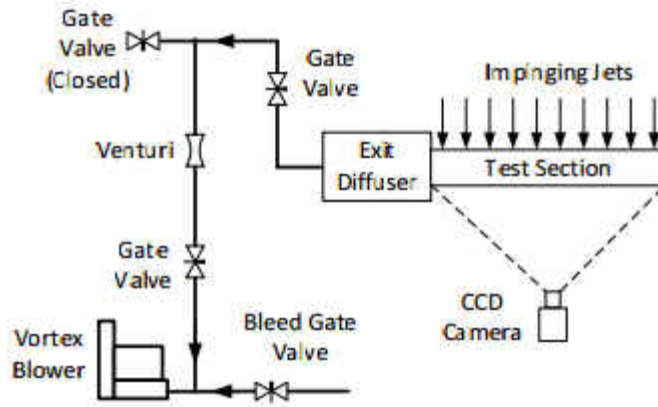 Gate
Valve
(Closed)
Gate
Valve
Impinging Jets
Venturi
Exit
Diffuser
Test Section
Gate
Valve
CCD
Camera
Vortex
Blower
Bleed Gate
Valve